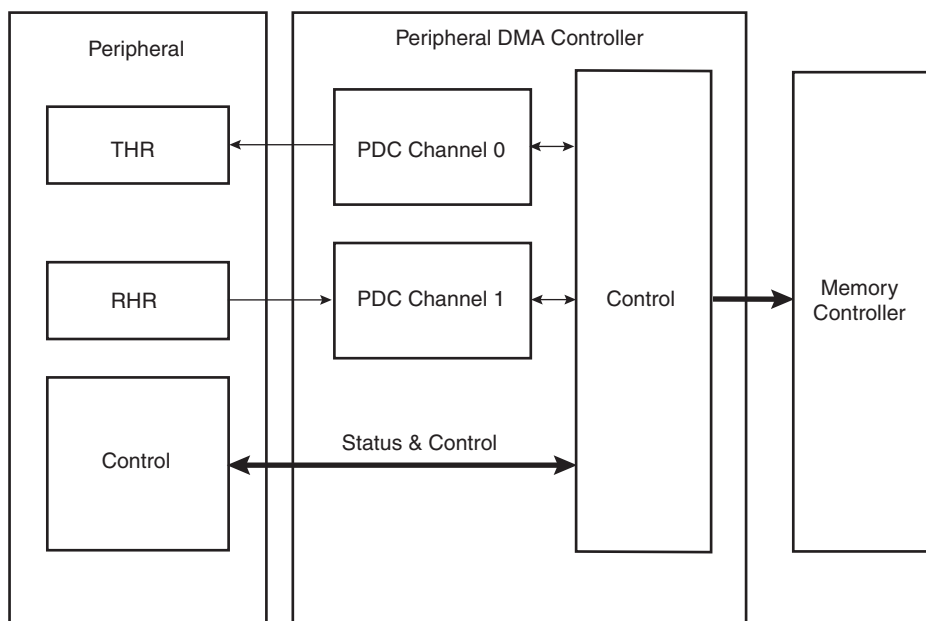 Peripheral
Peripheral DMA Controller
THR
PDC Channel 0
RHR
PDC Channel 1
Control
Memory
Controller
Control
Status & Control